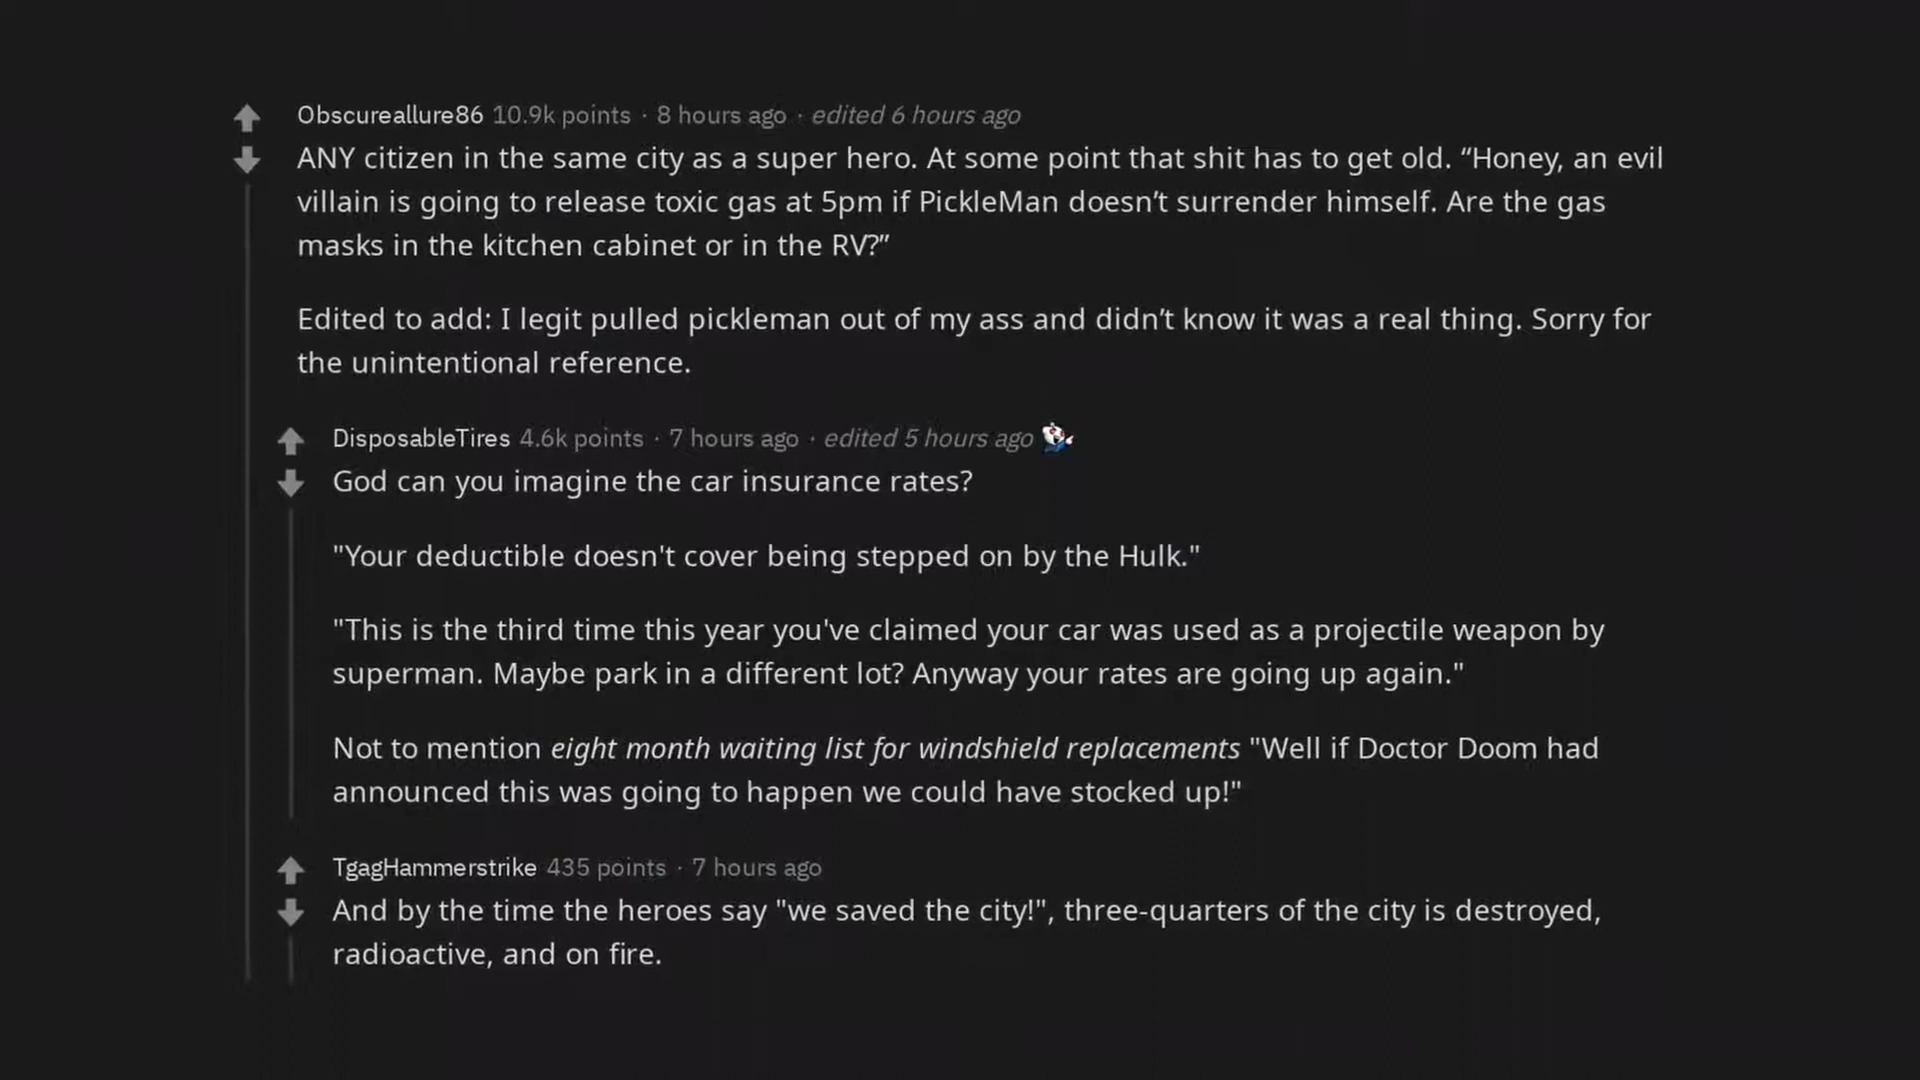 Obscureallure86 10.9k points · 8 hours ago · edited 6 hours ago
ANY citizen in the same city as a super hero. At some point that shit has to get old. “Honey, an evil
villain is going to release toxic gas at 5pm if PickleMan doesn’t surrender himself. Are the gas
masks in the kitchen cabinet or in the RV?”
Edited to add: I legit pulled pickleman out of my ass and didn’t know it was a real thing. Sorry for
the unintentional reference.
DisposableTires 4.6k points · 7 hours ago · edited 5 hours ago
God can you imagine the car insurance rates?
"Your deductible doesn't cover being stepped on by the Hulk."
"This is the third time this year you've claimed your car was used as a projectile weapon by
superman. Maybe park in a different lot? Anyway your rates are going up again."
Not to mention eight month waiting list for windshield replacements "Well if Doctor Doom had
announced this was going to happen we could have stocked up!"
TgagHammerstrike 435 points · 7 hours ago
And by the time the heroes say "we saved the city!", three-quarters of the city is destroyed,
radioactive, and on fire.